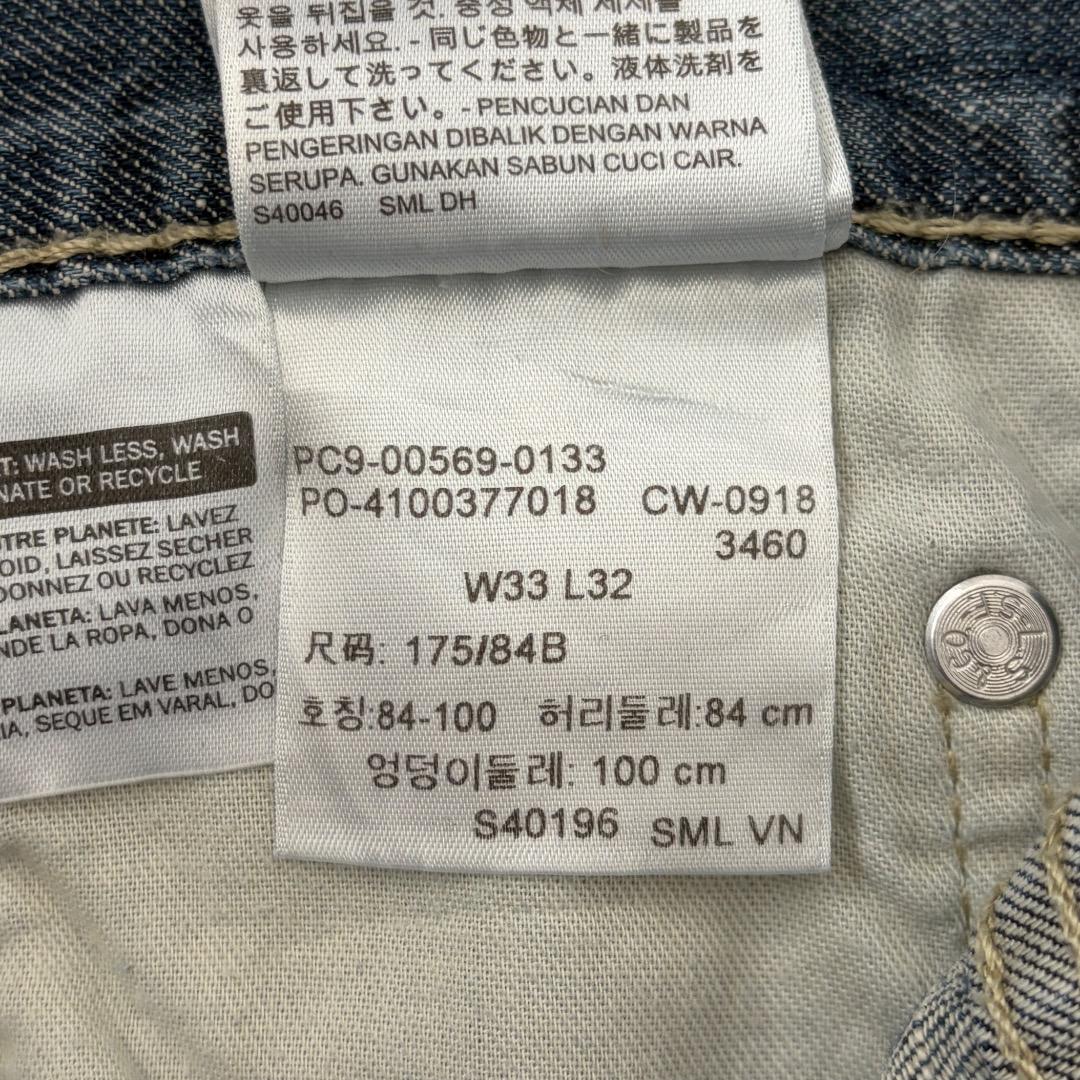 옷을 뒤집을 것. 중성 액체 세제를
사용하세요. - 同じ色物と一緒に製品を
裏返して洗ってください。液体洗剤を
ご使用下さい。- PENCUCIAN DAN
PENGERINGAN DIBALIK DENGAN WARNA
SERUPA. GUNAKAN SABUN CUCI CAIR.
S40046 SML DH
T: WASH LESS, WASH
NATE OR RECYCLE
TRE PLANETE: LAVEZ
OID, LAISSEZ SECHER
DONNEZ OU RECYCLEZ
LANETA: LAVA MENOS,
NDE LA ROPA, DONA O
PLANETA: LAVE MENOS,
IA, SEQUE EM VARAL, DO
PC9-00569-0133
PO-4100377018 CW-0918
3460
W33 L32
尺码: 175/84B
호칭:84-100 허리둘레:84 cm
엉덩이둘레: 100 cm
S40196 SML VN